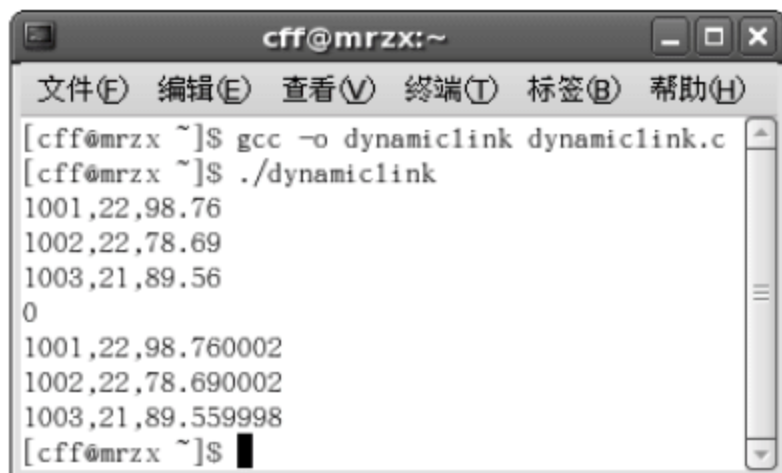 cff@mrzx:~
文件(F) 编辑(E) 查看(V) 终端(T) 标签(B) 帮助(H)
[cff@mrzx ~]$ gcc -o dynamiclink dynamiclink.c
[cff@mrzx ~]$ ./dynamiclink
1001,22,98.76
1002,22,78.69
1003,21,89.56
0
1001,22,98.760002
1002,22,78.690002
1003,21,89.559998
[cff@mrzx ~]$